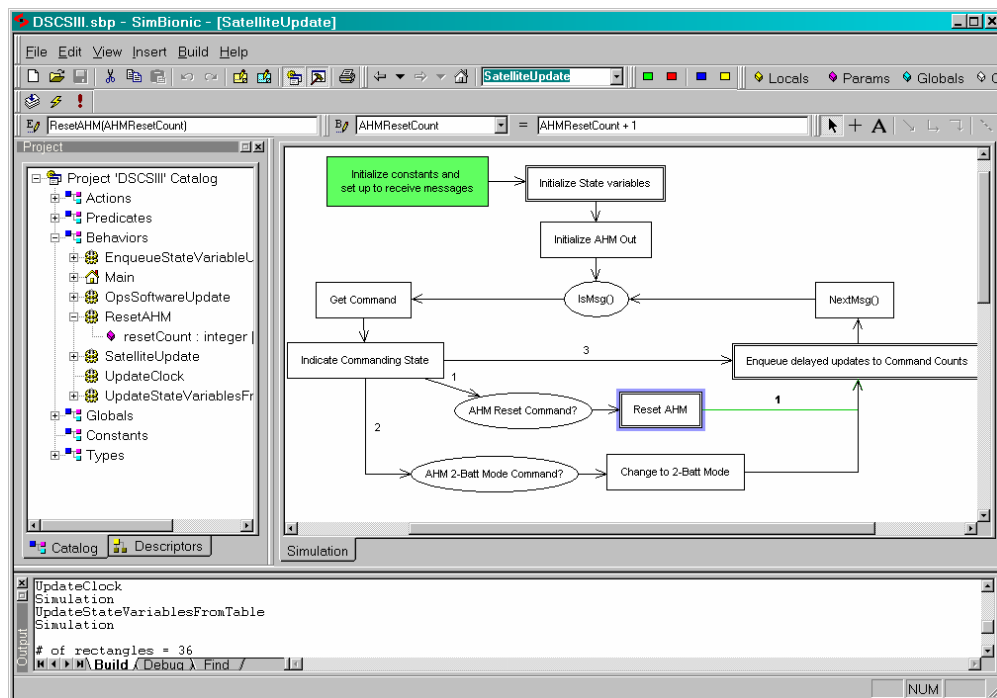 DSCSIII.sbp - SimBionic - [SatelliteUpdate]
File Edit View Insert Build Help
SatelliteUpdate Locals Params Globals
ResetAHM(AHMResetCount) AHMResetCount = AHMResetCount + 1
Project
Project 'DSCSIII' Catalog
Actions
Predicates
Behaviors
EnqueueStateVariableU
Main
OpsSoftwareUpdate
ResetAHM
resetCount : integer
SatelliteUpdate
UpdateClock
UpdateStateVariablesFr
Globals
Constants
Types
Catalog Descriptors
Initialize constants and
set up to receive messages
Initialize State variables
Initialize AHM Out
Get Command
IsMsg()
NextMsg()
Indicate Commanding State
3
Enqueue delayed updates to Command Counts
1
AHM Reset Command?
Reset AHM
1
2
AHM 2-Batt Mode Command?
Change to 2-Batt Mode
Simulation
Output
UpdateClock
Simulation
UpdateStateVariablesFromTable
Simulation
# of rectangles = 36
Build Debug Find
NUM